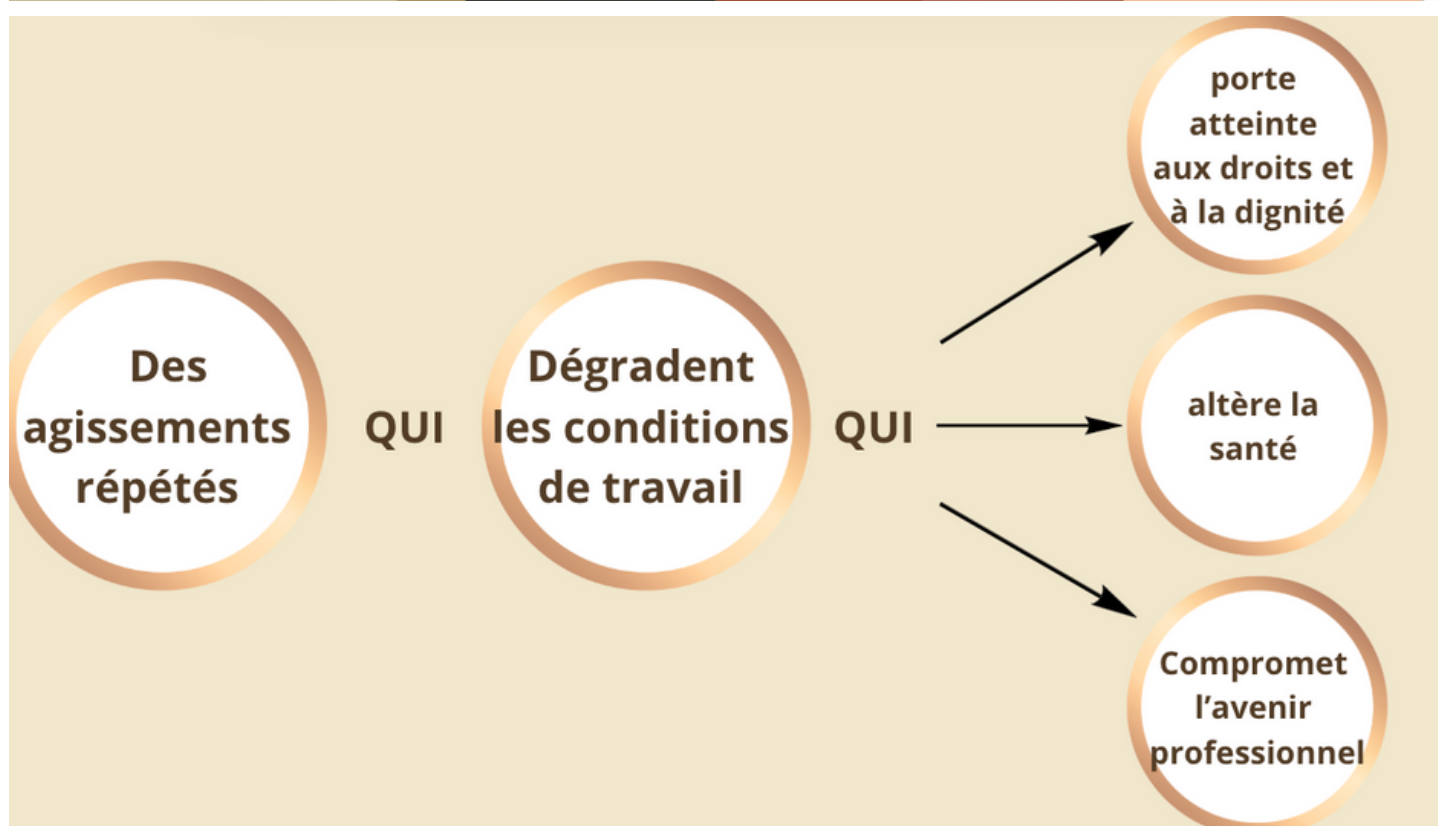 Des
agissements
répétés
QUI
Dégradent
les conditions
de travail
QUI
porte
atteinte
aux droits et
à la dignité
altère la
santé
Compromet
l’avenir
professionnel